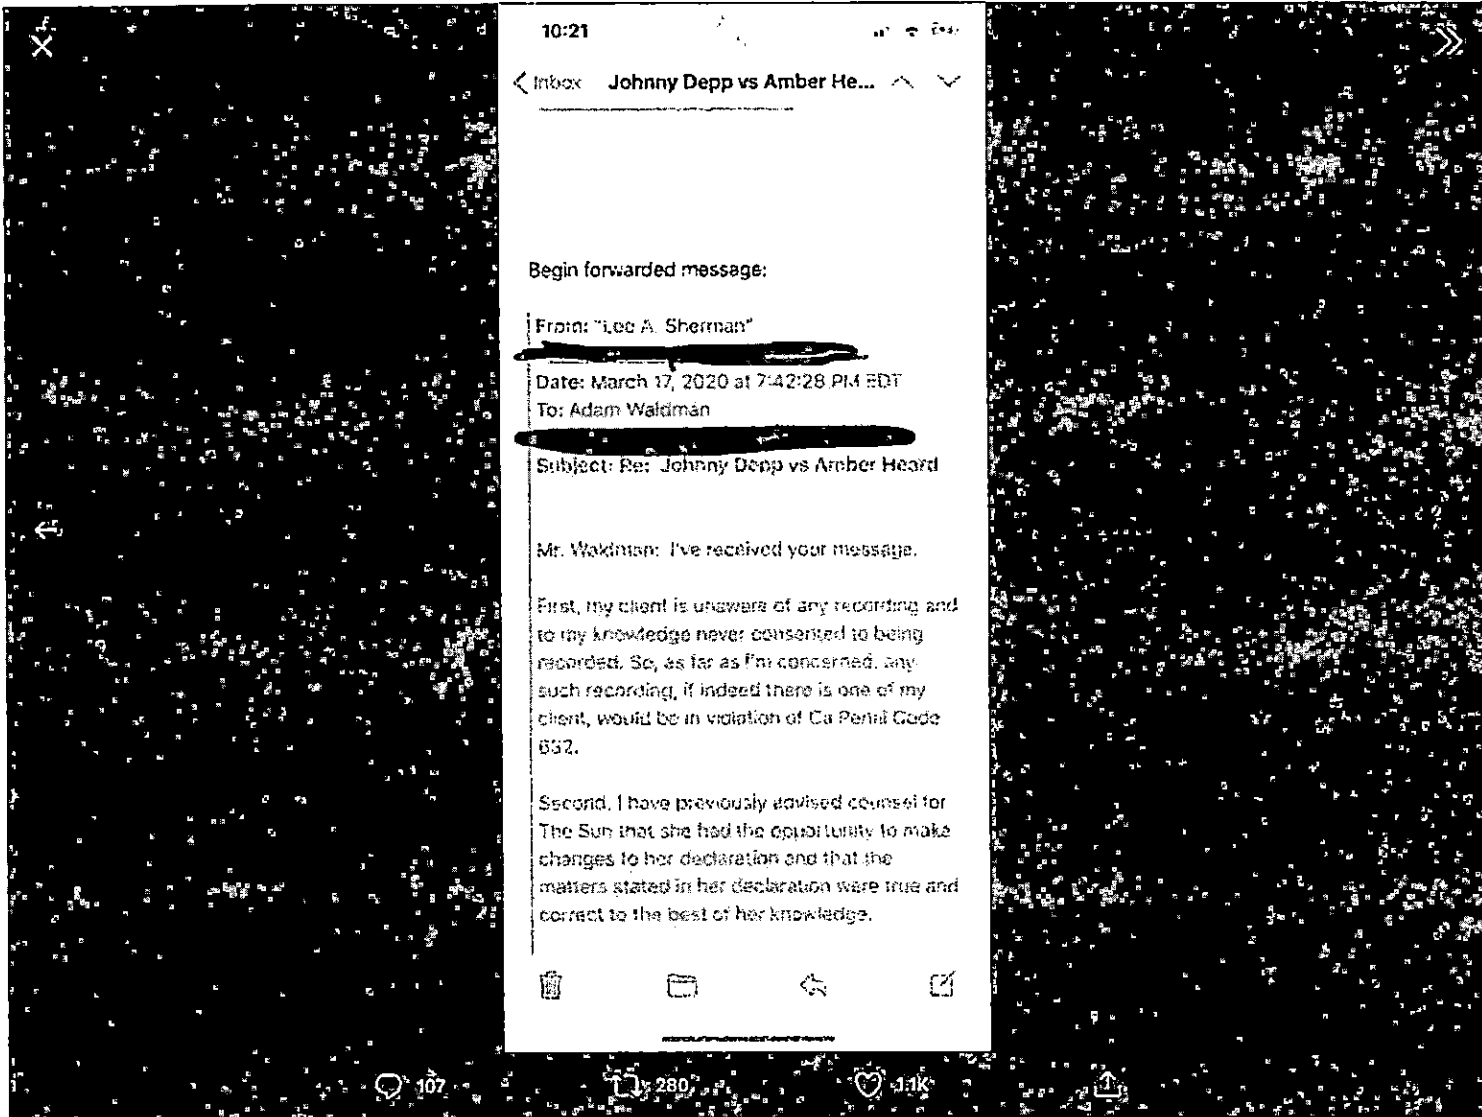 10:21
Inbox Johnny Depp vs Amber He...
Begin forwarded message:
From: "Lee A. Sherman"
Date: March 17, 2020 at 7:42:28 PM EDT
To: Adam Waldman
Subject: Re: Johnny Depp vs Amber Heard
Mr. Waldman: I've received your message.
First, my client is unaware of any recording and
to my knowledge never consented to being
recorded. So, as far as I'm concerned, any
such recording, if indeed there is one of my
client, would be in violation of Ca Penal Code
632.
Second, I have previously advised counsel for
The Sun that she had the opportunity to make
changes to her declaration and that the
matters stated in her declaration were true and
correct to the best of her knowledge.
107 280 1.1K